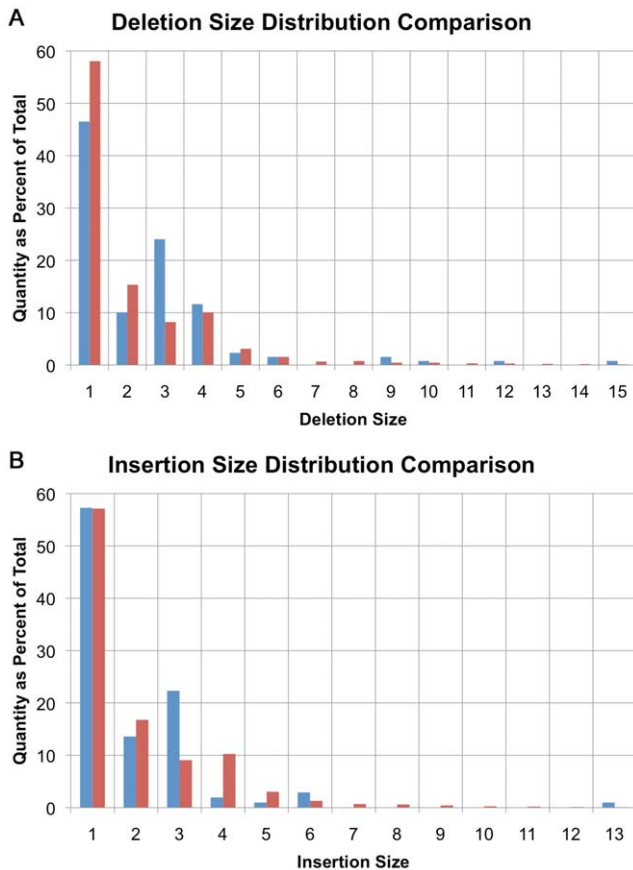 A
Deletion Size Distribution Comparison
Quantity as Percent of Total
60
50
40
30
20
10
0
1 2 3 4 5 6 7 8 9 10 11 12 13 14 15
Deletion Size
B
Insertion Size Distribution Comparison
Quantity as Percent of Total
60
50
40
30
20
10
0
1 2 3 4 5 6 7 8 9 10 11 12 13
Insertion Size